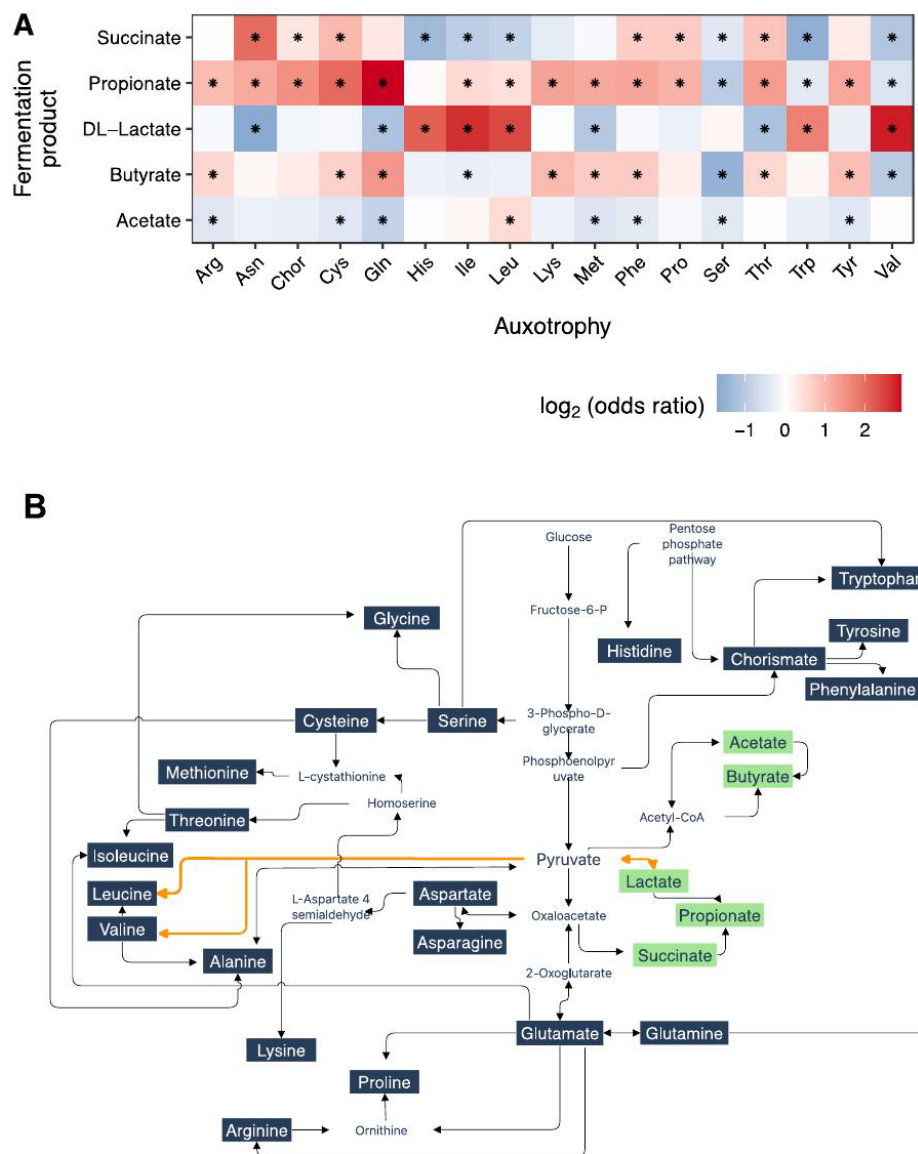 A
Succinate
Propionate
DL−Lactate
Butyrate
Acetate
Fermentation
product
Arg
Asn
Chor
Cys
Gln
His
Ile
Leu
Lys
Met
Phe
Pro
Ser
Thr
Trp
Tyr
Val
Auxotrophy
log2 (odds ratio)
−1 0 1 2
B
Glucose
Pentose
phosphate
pathway
Fructose-6-P
Tryptophan
Glycine
Histidine
Tyrosine
Chorismate
Phenylalanine
Cysteine
Serine
3-Phospho-D-
glycerate
Acetate
Methionine
L-cystathionine
Phosphoenolpyr
uvate
Butyrate
Homoserine
Threonine
Acetyl-CoA
Isoleucine
Pyruvate
Lactate
Leucine
L-Aspartate 4
semialdehyde
Aspartate
Oxaloacetate
Propionate
Valine
Asparagine
Alanine
Succinate
2-Oxoglutarate
Glutamate
Glutamine
Lysine
Proline
Arginine
Ornithine